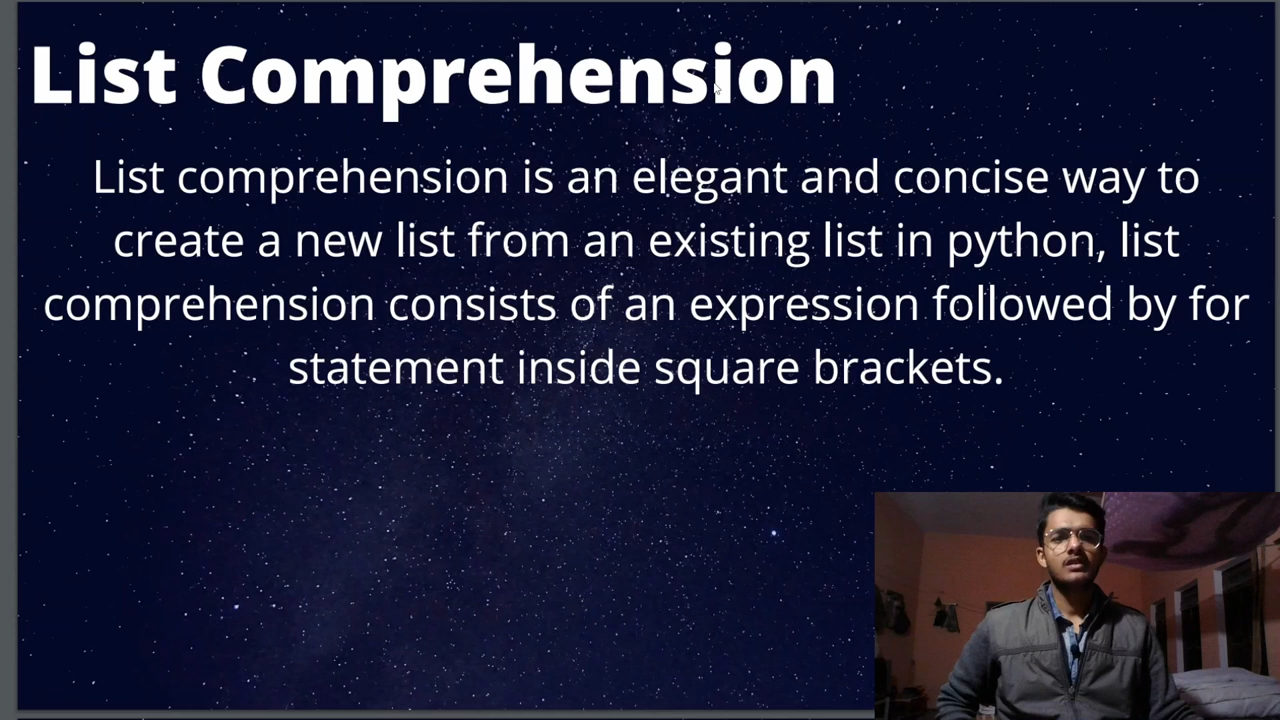 List Comprehension
List comprehension is an elegant and concise way to
create a new list from an existing list in python, list
comprehension consists of an expression followed by for
statement inside square brackets.